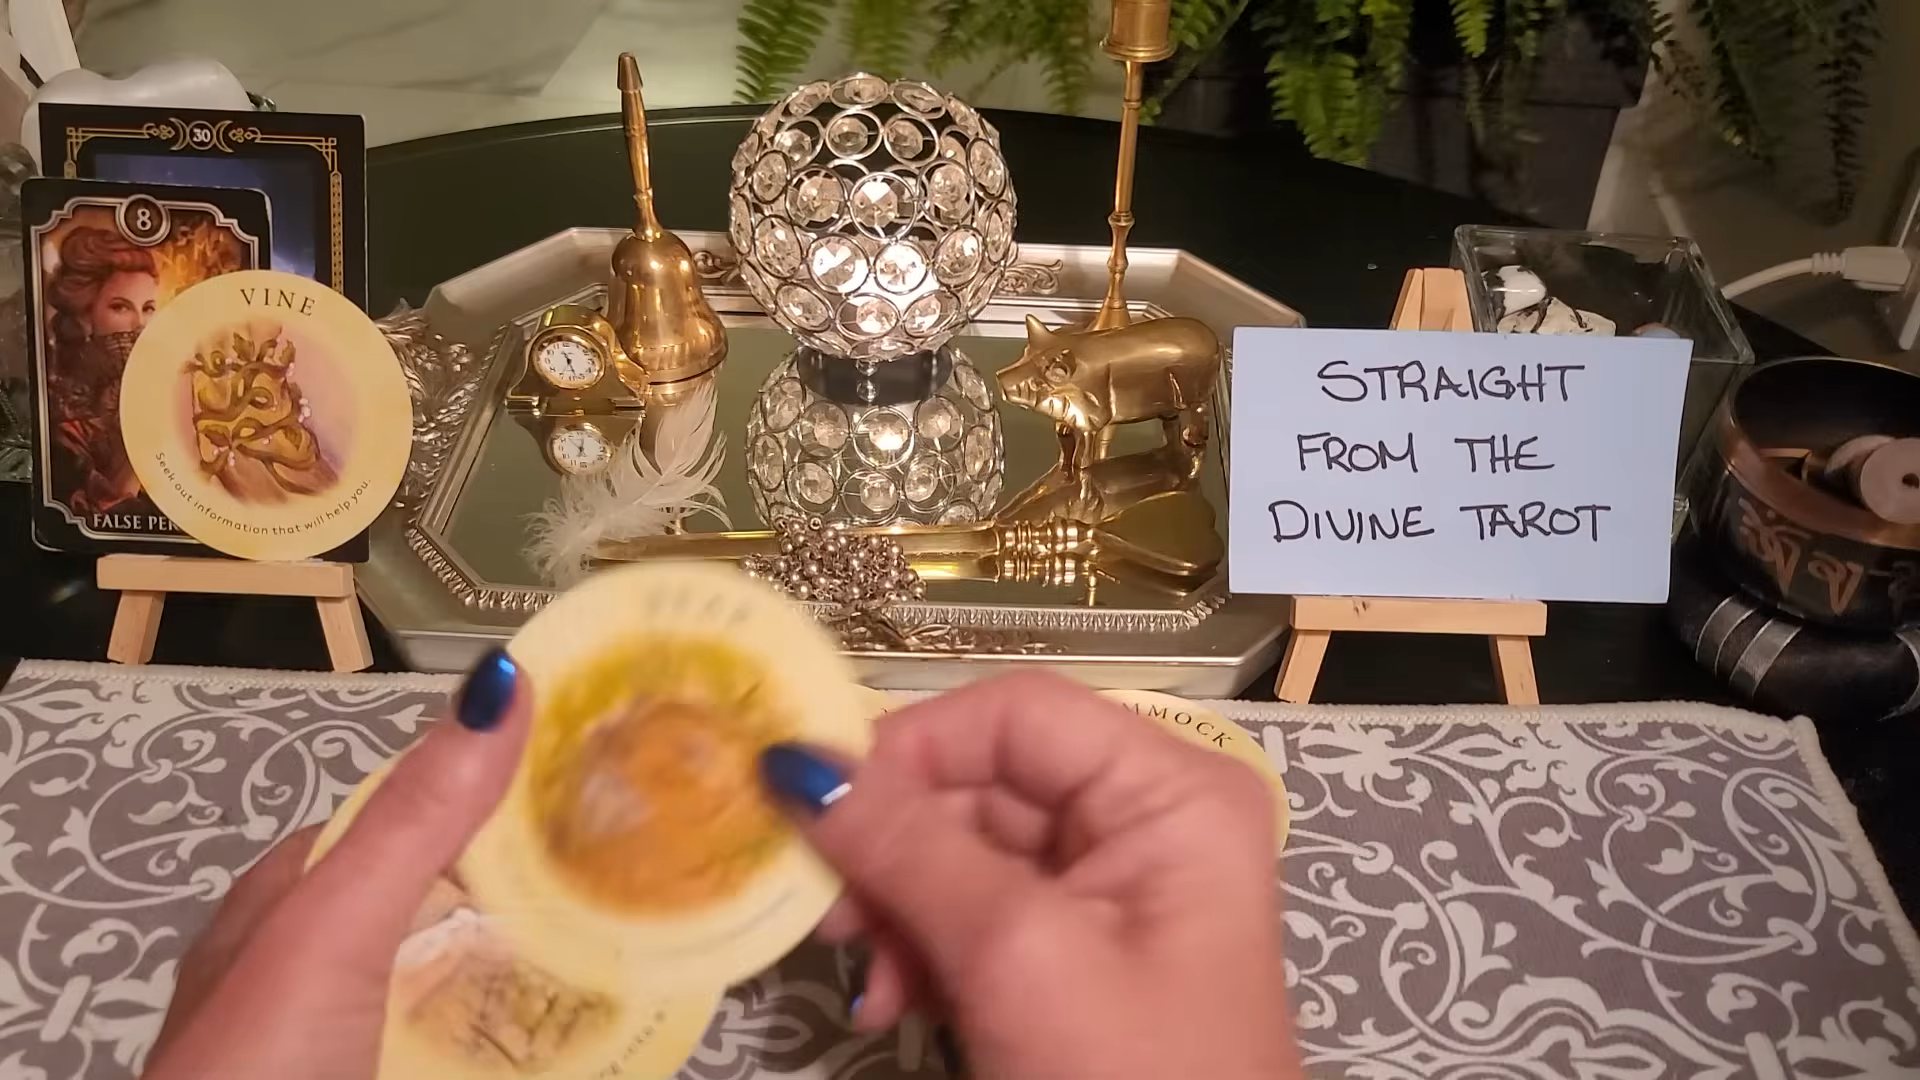 30
8
VINE
Seek out information that will help you.
FALSE PER
MMOCK
STRAIGHT
FROM THE
DIVINE TAROT